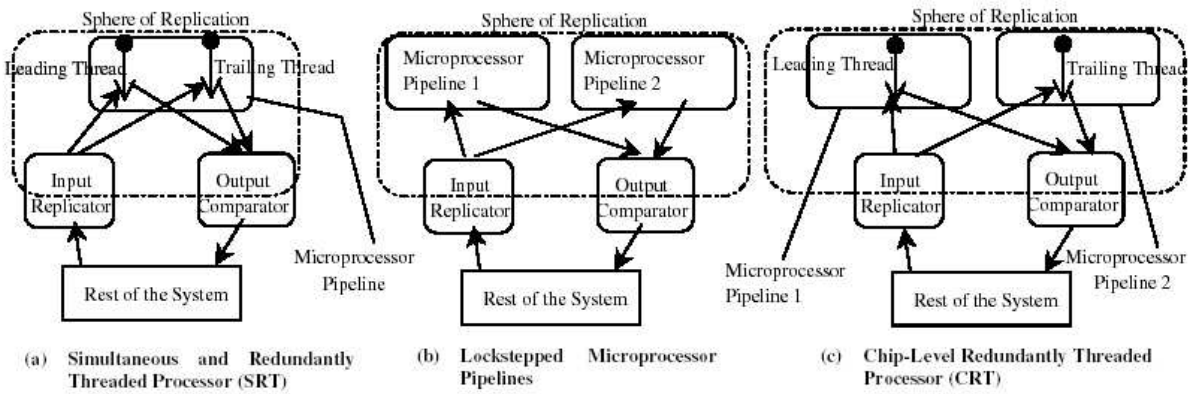 Sphere of Replication
Leading Thread
Trailing Thread
Input
Replicator
Output
Comparator
Microprocessor
Pipeline
Rest of the System
(a) Simultaneous and Redundantly
Threaded Processor (SRT)
Sphere of Replication
Microprocessor
Pipeline 1
Microprocessor
Pipeline 2
Input
Replicator
Output
Comparator
Rest of the System
(b) Lockstepped Microprocessor
Pipelines
Sphere of Replication
Leading Thread
Trailing Thread
Input
Replicator
Output
Comparator
Microprocessor
Pipeline 1
Microprocessor
Pipeline 2
Rest of the System
(c) Chip-Level Redundantly Threaded
Processor (CRT)